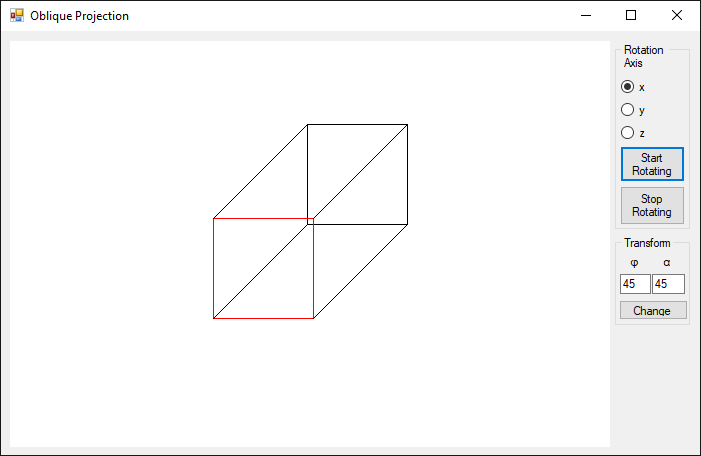 Oblique Projection
Rotation
Axis
x
y
z
Start
Rotating
Stop
Rotating
Transform
φ α
45 45
Change